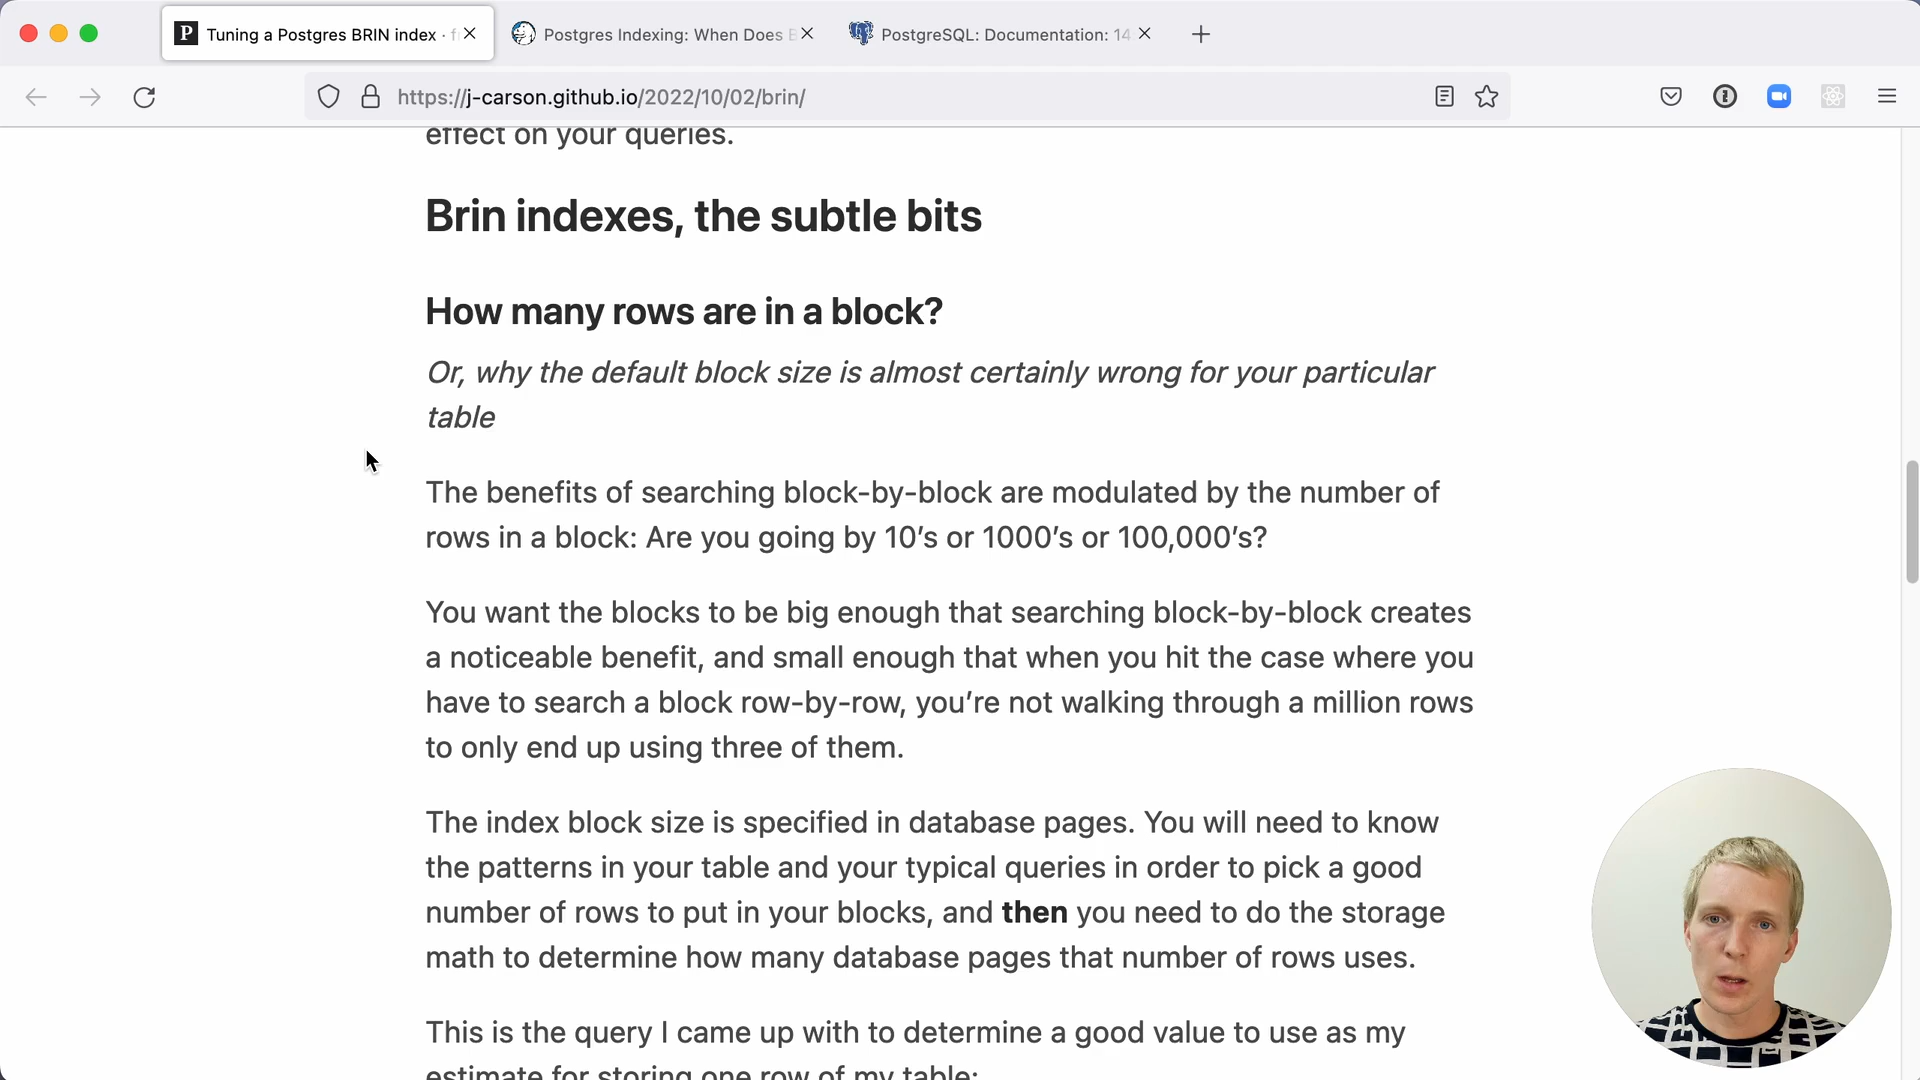 P Tuning a Postgres BRIN index · f
Postgres Indexing: When Does B
PostgreSQL: Documentation: 14
https://j-carson.github.io/2022/10/02/brin/
effect on your queries.
Brin indexes, the subtle bits
How many rows are in a block?
Or, why the default block size is almost certainly wrong for your particular
table
The benefits of searching block-by-block are modulated by the number of
rows in a block: Are you going by 10’s or 1000’s or 100,000’s?
You want the blocks to be big enough that searching block-by-block creates
a noticeable benefit, and small enough that when you hit the case where you
have to search a block row-by-row, you’re not walking through a million rows
to only end up using three of them.
The index block size is specified in database pages. You will need to know
the patterns in your table and your typical queries in order to pick a good
number of rows to put in your blocks, and then you need to do the storage
math to determine how many database pages that number of rows uses.
This is the query I came up with to determine a good value to use as my
estimate for storing one row of my table: